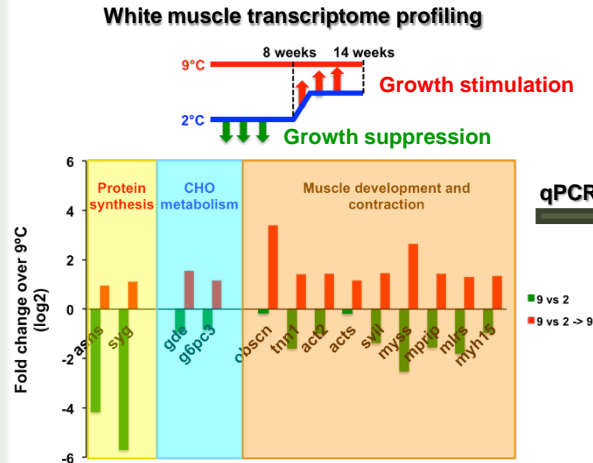 White muscle transcriptome profiling
8 weeks 14 weeks
9°C
Growth stimulation
2°C
Growth suppression
6
4
2
0
-2
-4
-6
Fold change over 9ºC
(log2)
Protein
synthesis
CHO
metabolism
Muscle development and
contraction
asns
syg
gde
g6pc3
obscn
tnn1
act2
acts
svil
myss
mprip
mlrs
myh15
qPCR
9 vs 2
9 vs 2 -> 9